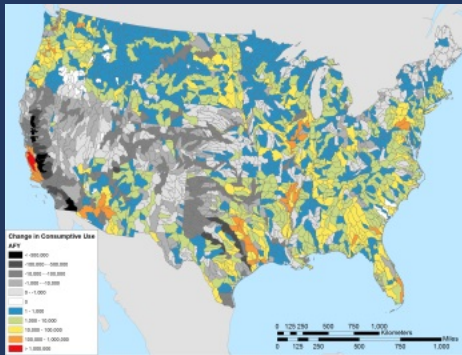 Change in Consumptive Use
AFY
-100,000 - -500,000
-10,000 - -100,000
-1,000 - -10,000
0 - -1,000
0
1 - 1,000
1,000 - 10,000
10,000 - 100,000
100,000 - 1,000,000
> 1,000,000
0 125 250 500 750 1,000
Kilometers
Miles
0 125 250 500 750 1,000